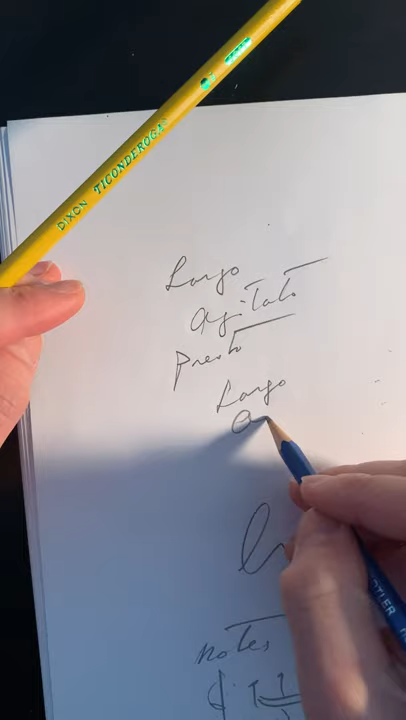 DIXON TICONDEROGA
Largo
Agitato
Presto
Largo
notes